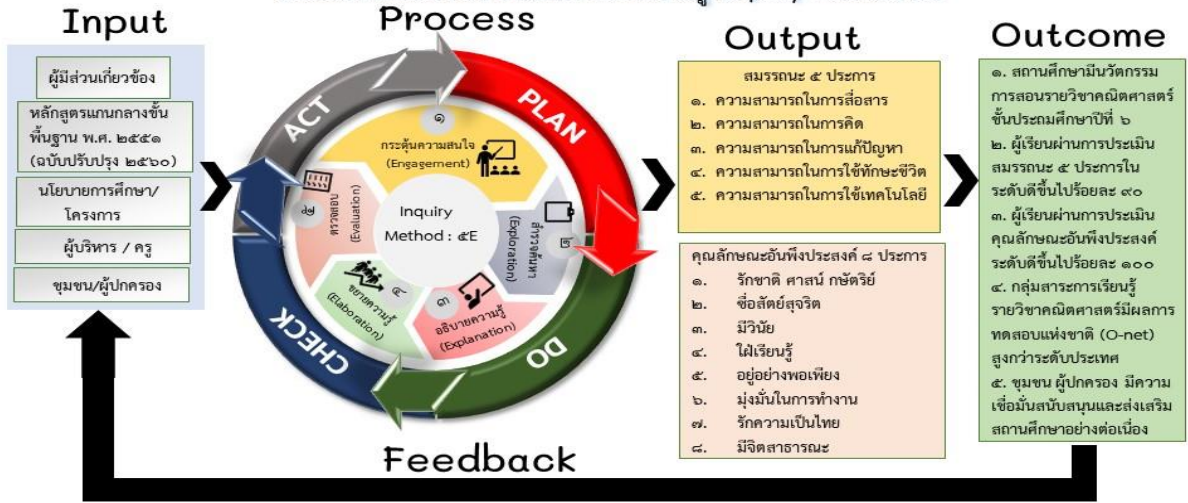 Input
ผู้มีส่วนเกี่ยวข้อง
หลักสูตรแกนกลางขั้น
พื้นฐาน พ.ศ. ๒๕๕๑
(ฉบับปรับปรุง ๒๕๖๐)
นโยบายการศึกษา/
โครงการ
ผู้บริหาร / ครู
ชุมชน/ผู้ปกครอง
Process
ACT
PLAN
DO
CHECK
๑
กระตุ้นความสนใจ
(Engagement)
๒
สำรวจค้นหา
(Exploration)
๓
อธิบายความรู้
(Explanation)
๔
ขยายความรู้
(Elaboration)
ตรวจสอบ
(Evaluation)
Inquiry
Method : ๕E
Output
สมรรถนะ ๕ ประการ
๑. ความสามารถในการสื่อสาร
๒. ความสามารถในการคิด
๓. ความสามารถในการแก้ปัญหา
๔. ความสามารถในการใช้ทักษะชีวิต
๕. ความสามารถในการใช้เทคโนโลยี
คุณลักษณะอันพึงประสงค์ ๘ ประการ
๑. รักชาติ ศาสน์ กษัตริย์
๒. ซื่อสัตย์สุจริต
๓. มีวินัย
๔. ใฝ่เรียนรู้
๕. อยู่อย่างพอเพียง
๖. มุ่งมั่นในการทำงาน
๗. รักความเป็นไทย
๘. มีจิตสาธารณะ
Outcome
๑. สถานศึกษามีนวัตกรรม
การสอนรายวิชาคณิตศาสตร์
ชั้นประถมศึกษาปีที่ ๖
๒. ผู้เรียนผ่านการประเมิน
สมรรถนะ ๕ ประการใน
ระดับดีขึ้นไปร้อยละ ๙๐
๓. ผู้เรียนผ่านการประเมิน
คุณลักษณะอันพึงประสงค์
ระดับดีขึ้นไปร้อยละ ๑๐๐
๔. กลุ่มสาระการเรียนรู้
รายวิชาคณิตศาสตร์มีผลการ
ทดสอบแห่งชาติ (O-net)
สูงกว่าระดับประเทศ
๕. ชุมชน ผู้ปกครอง มีความ
เชื่อมั่นสนับสนุนและส่งเสริม
สถานศึกษาอย่างต่อเนื่อง
Feedback